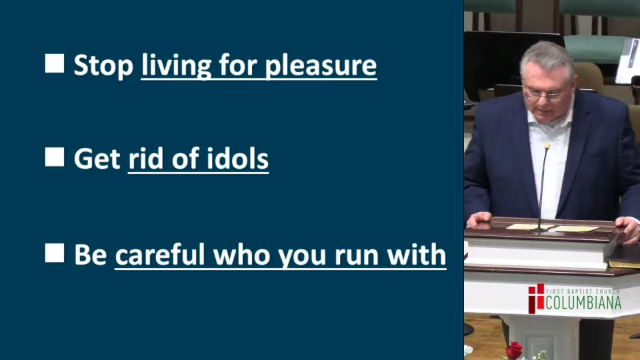 Stop living for pleasure
Get rid of idols
Be careful who you run with
FIRST BAPTIST CHURCH
COLUMBIANA